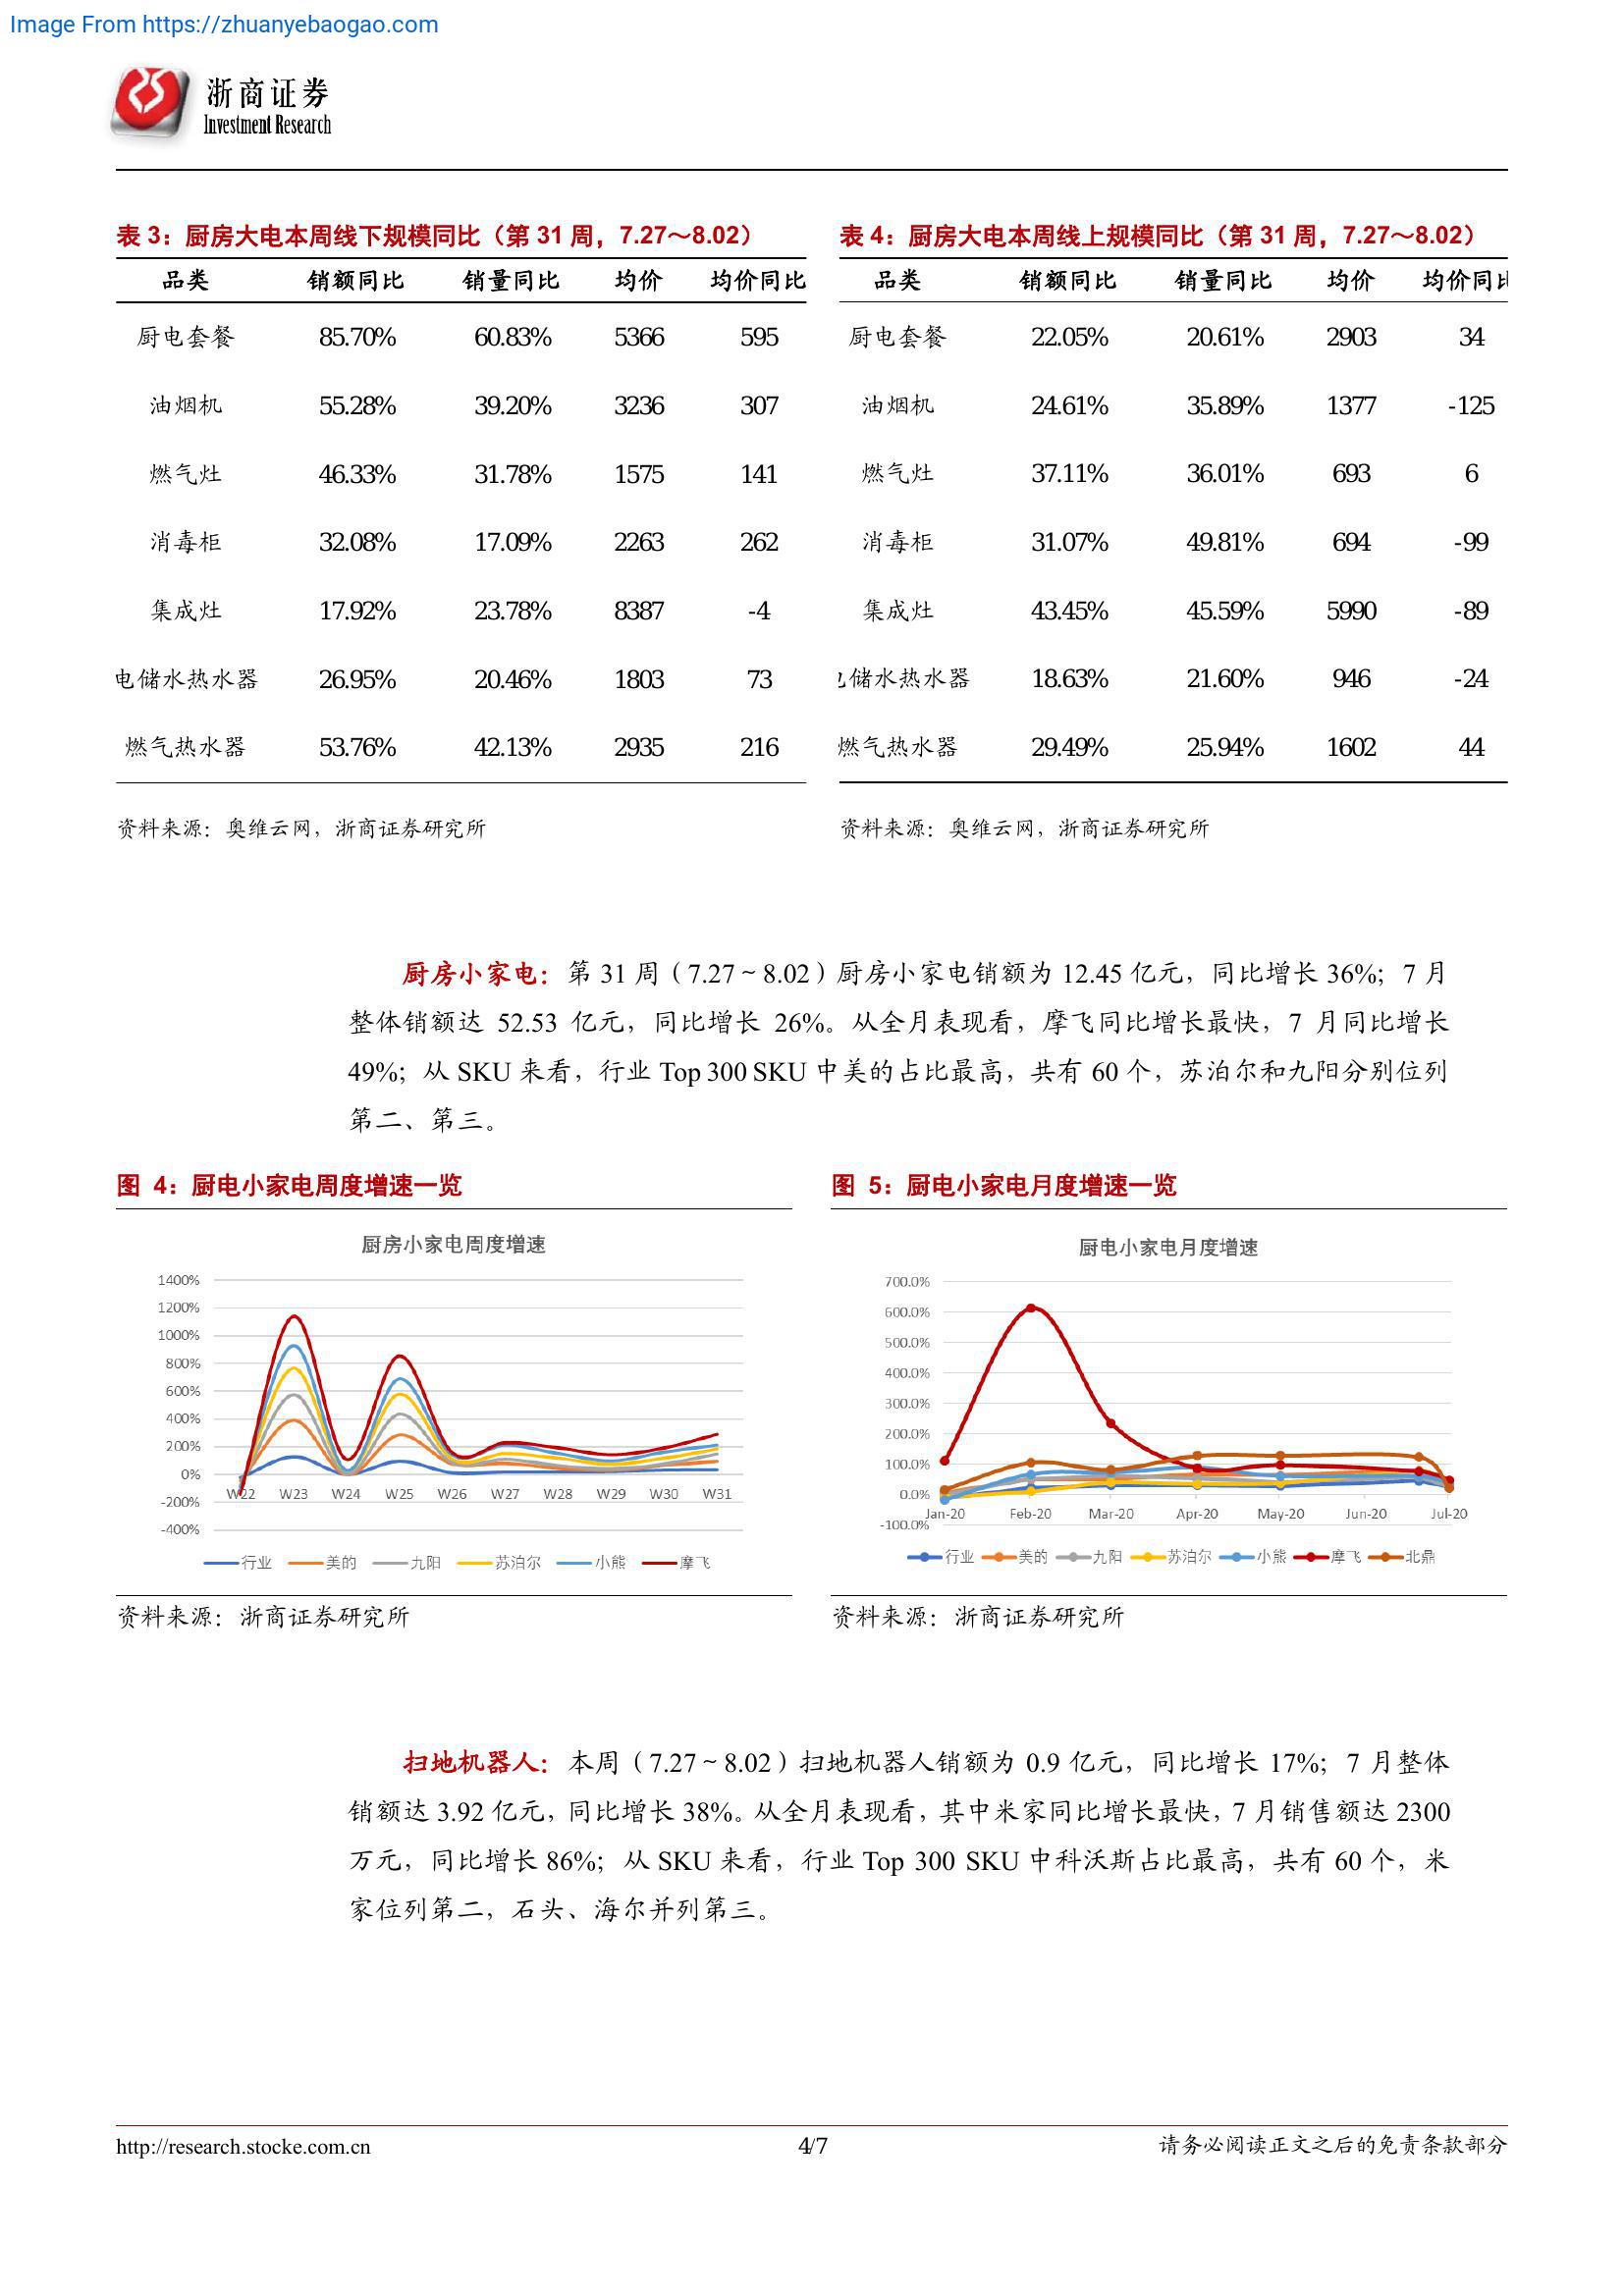 Image From https://zhuanyebaogao.com
浙商证券
Investment Research
表 3：厨房大电本周线下规模同比（第 31 周，7.27～8.02）
品类 销额同比 销量同比 均价 均价同比
厨电套餐 85.70% 60.83% 5366 595
油烟机 55.28% 39.20% 3236 307
燃气灶 46.33% 31.78% 1575 141
消毒柜 32.08% 17.09% 2263 262
集成灶 17.92% 23.78% 8387 -4
电储水热水器 26.95% 20.46% 1803 73
燃气热水器 53.76% 42.13% 2935 216
资料来源：奥维云网，浙商证券研究所
表 4：厨房大电本周线上规模同比（第 31 周，7.27～8.02）
品类 销额同比 销量同比 均价 均价同比
厨电套餐 22.05% 20.61% 2903 34
油烟机 24.61% 35.89% 1377 -125
燃气灶 37.11% 36.01% 693 6
消毒柜 31.07% 49.81% 694 -99
集成灶 43.45% 45.59% 5990 -89
电储水热水器 18.63% 21.60% 946 -24
燃气热水器 29.49% 25.94% 1602 44
资料来源：奥维云网，浙商证券研究所
厨房小家电：第 31 周（7.27～8.02）厨房小家电销额为 12.45 亿元，同比增长 36%；7 月
整体销额达 52.53 亿元，同比增长 26%。从全月表现看，摩飞同比增长最快，7 月同比增长
49%；从 SKU 来看，行业 Top 300 SKU 中美的占比最高，共有 60 个，苏泊尔和九阳分别位列
第二、第三。
图 4：厨电小家电周度增速一览
厨房小家电周度增速
1400%
1200%
1000%
800%
600%
400%
200%
0%
-200%
-400%
W22 W23 W24 W25 W26 W27 W28 W29 W30 W31
行业 美的 九阳 苏泊尔 小熊 摩飞
资料来源：浙商证券研究所
图 5：厨电小家电月度增速一览
厨电小家电月度增速
700.0%
600.0%
500.0%
400.0%
300.0%
200.0%
100.0%
0.0%
-100.0%
Jan-20 Feb-20 Mar-20 Apr-20 May-20 Jun-20 Jul-20
行业 美的 九阳 苏泊尔 小熊 摩飞 北鼎
资料来源：浙商证券研究所
扫地机器人：本周（7.27～8.02）扫地机器人销额为 0.9 亿元，同比增长 17%；7 月整体
销额达 3.92 亿元，同比增长 38%。从全月表现看，其中米家同比增长最快，7 月销售额达 2300
万元，同比增长 86%；从 SKU 来看，行业 Top 300 SKU 中科沃斯占比最高，共有 60 个，米
家位列第二，石头、海尔并列第三。
http://research.stocke.com.cn 4/7 请务必阅读正文之后的免责条款部分